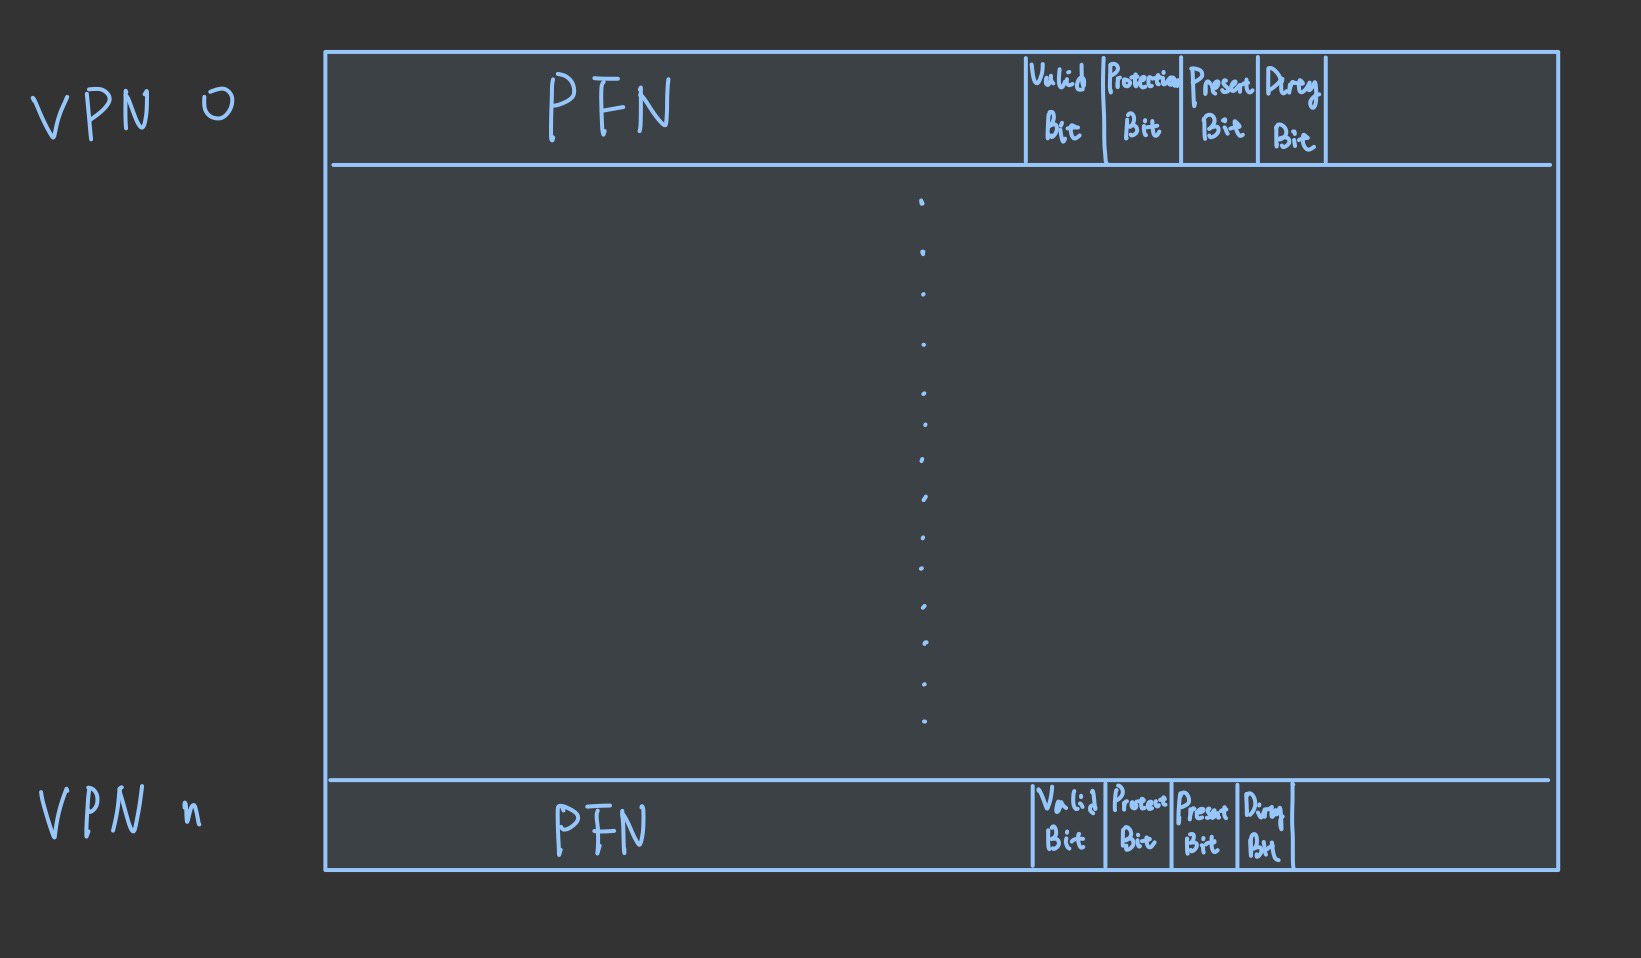 VPN 0
PFN
Valid
Bit
Protection
Bit
Present
Bit
Dirty
Bit
VPN n
PFN
Valid
Bit
Protect
Bit
Present
Bit
Dirty
Bit